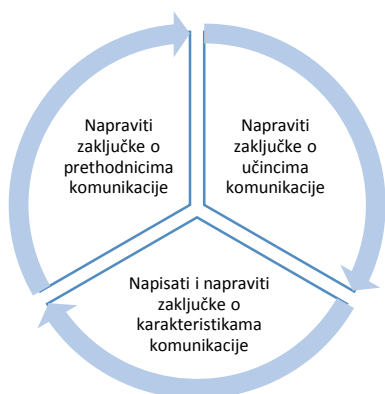 Napraviti
zaključke o
prethodnicima
komunikacije
Napraviti
zaključke o
učincima
komunikacije
Napisati i napraviti
zaključke o
karakteristikama
komunikacije